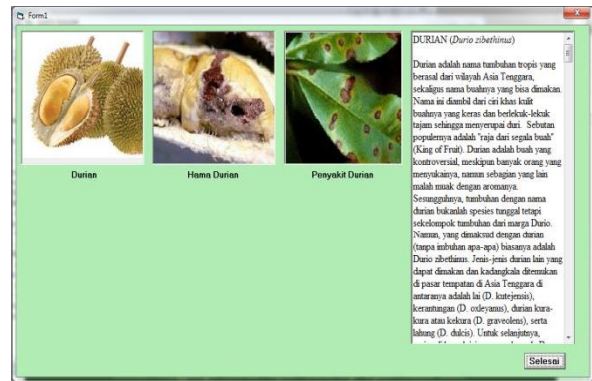 Form1
Durian
Hama Durian
Penyakit Durian
DURIAN (Durio zibethinus)
Durian adalah nama tumbuhan tropis yang
berasal dari wilayah Asia Tenggara,
sekaligus nama buahnya yang bisa dimakan.
Nama ini diambil dari ciri khas kulit
buahnya yang keras dan berlekuk-lekuk
tajam sehingga menyerupai duri. Sebutan
populernya adalah "raja dari segala buah"
(King of Fruit). Durian adalah buah yang
kontroversial, meskipun banyak orang yang
menyukainya, namun sebagian yang lain
malah muak dengan aromanya.
Sesungguhnya, tumbuhan dengan nama
durian bukanlah spesies tunggal tetapi
sekelompok tumbuhan dari marga Durio.
Namun, yang dimaksud dengan durian
(tanpa imbuhan apa-apa) biasanya adalah
Durio zibethinus. Jenis-jenis durian lain yang
dapat dimakan dan kadangkala ditemukan
di pasar tempatan di Asia Tenggara di
antaranya adalah lai (D. kutejensis),
kerantungan (D. oxleyanus), durian kura-
kura atau kekura (D. graveolens), serta
lahung (D. dulcis). Untuk selanjutnya,
Selesai